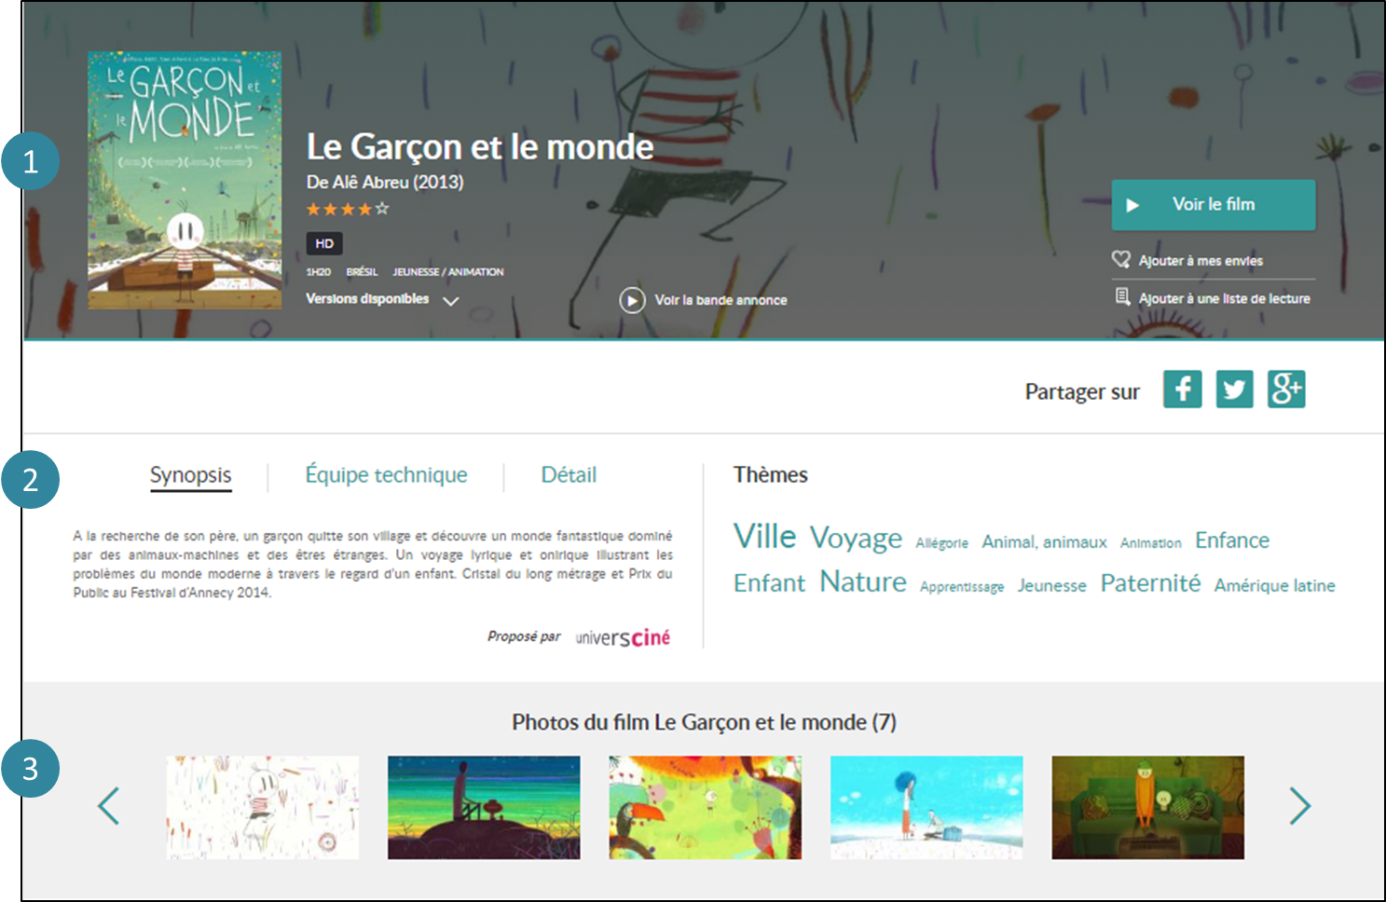 Le
GARÇON et
le
MONDE
1
Le Garçon et le monde
De Alê Abreu (2013)
HD
1H20 BRÉSIL JEUNESSE / ANIMATION
Versions disponibles
Voir la bande annonce
Voir le film
Ajouter à mes envies
Ajouter à une liste de lecture
Partager sur f g+
2
Synopsis Équipe technique Détail
A la recherche de son père, un garçon quitte son village et découvre un monde fantastique dominé
par des animaux-machines et des êtres étranges. Un voyage lyrique et onirique illustrant les
problèmes du monde moderne à travers le regard d'un enfant. Cristal du long métrage et Prix du
Public au Festival d'Annecy 2014.
Proposé par universciné
Thèmes
Ville Voyage Allégorie Animal, animaux Animation Enfance
Enfant Nature Apprentissage Jeunesse Paternité Amérique latine
3
Photos du film Le Garçon et le monde (7)